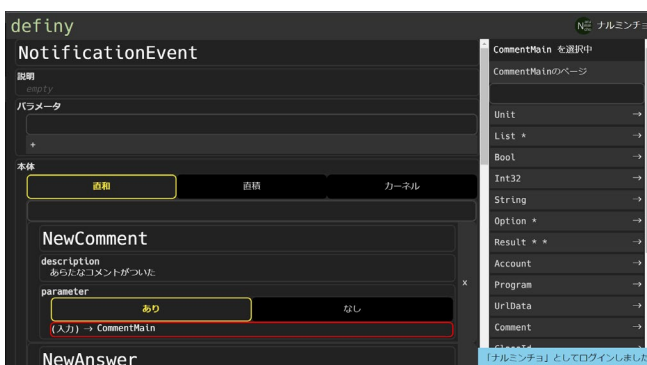 definy
ナルミンチョ
NotificationEvent
説明
empty
パラメータ
+
本体
直和
直積
カーネル
NewComment
description
あらたなコメントがついた
parameter
あり
なし
(入力) → CommentMain
x
NewAnswer
CommentMain を選択中
CommentMainのページ
Unit →
List * →
Bool →
Int32 →
String →
Option * →
Result * * →
Account →
Program →
UrlData →
Comment →
「ナルミンチョ」としてログインしました